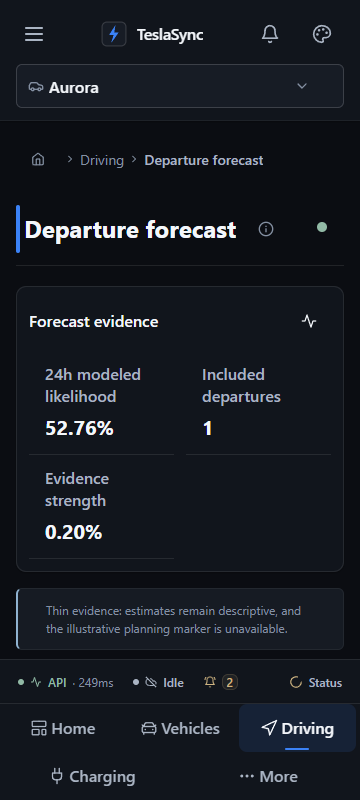 TeslaSync
Aurora
Driving
Departure forecast
Departure forecast
Forecast evidence
24h modeled
likelihood
52.76%
Included
departures
1
Evidence
strength
0.20%
Thin evidence: estimates remain descriptive, and
the illustrative planning marker is unavailable.
API · 249ms
Idle
2
Status
Home
Vehicles
Driving
Charging
More